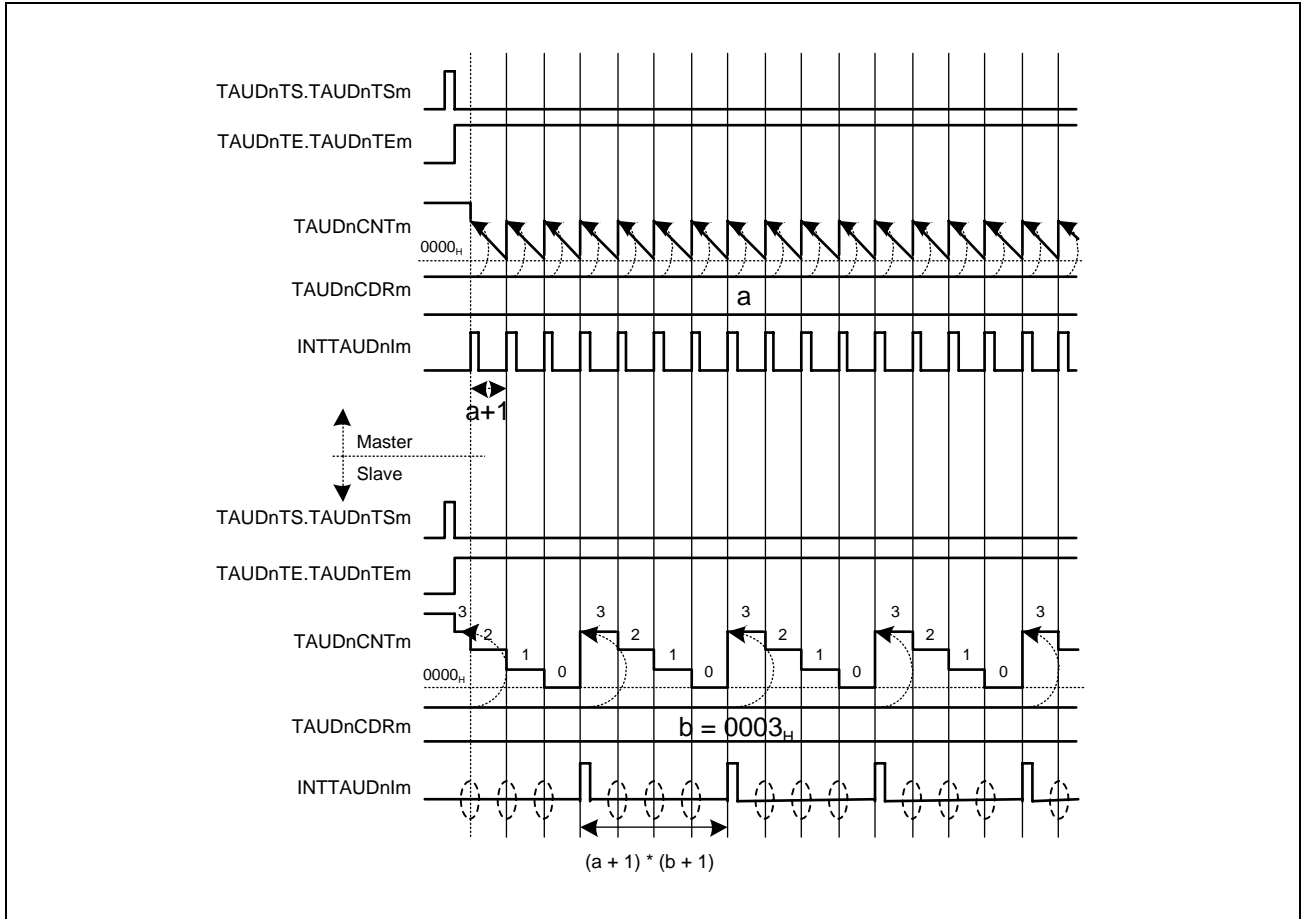 TAUDnTS.TAUDnTSm
TAUDnTE.TAUDnTEm
TAUDnCNTm
0000H
TAUDnCDRm
a
INTTAUDnIm
a+1
Master
Slave
TAUDnTS.TAUDnTSm
TAUDnTE.TAUDnTEm
3 3 3 3 3
TAUDnCNTm
2 2 2 2
1 1 1 1
0 0 0 0
0000H
TAUDnCDRm
b = 0003H
INTTAUDnIm
(a + 1) * (b + 1)